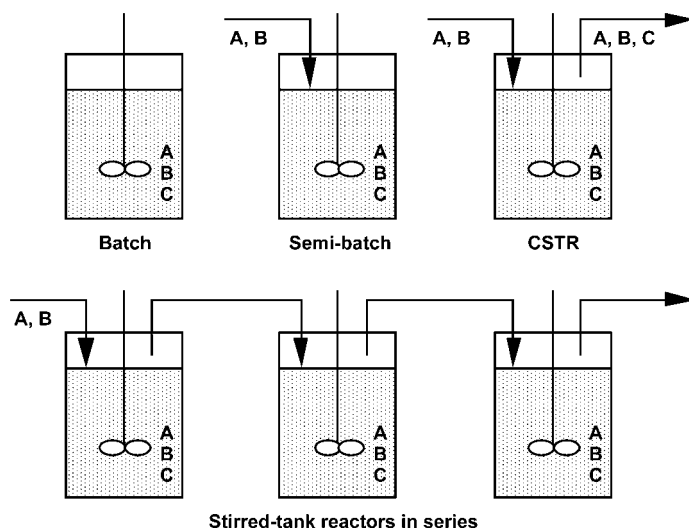 A, B
A, B
A, B, C
A
B
C
A
B
C
A
B
C
Batch
Semi-batch
CSTR
A, B
A
B
C
A
B
C
A
B
C
Stirred-tank reactors in series